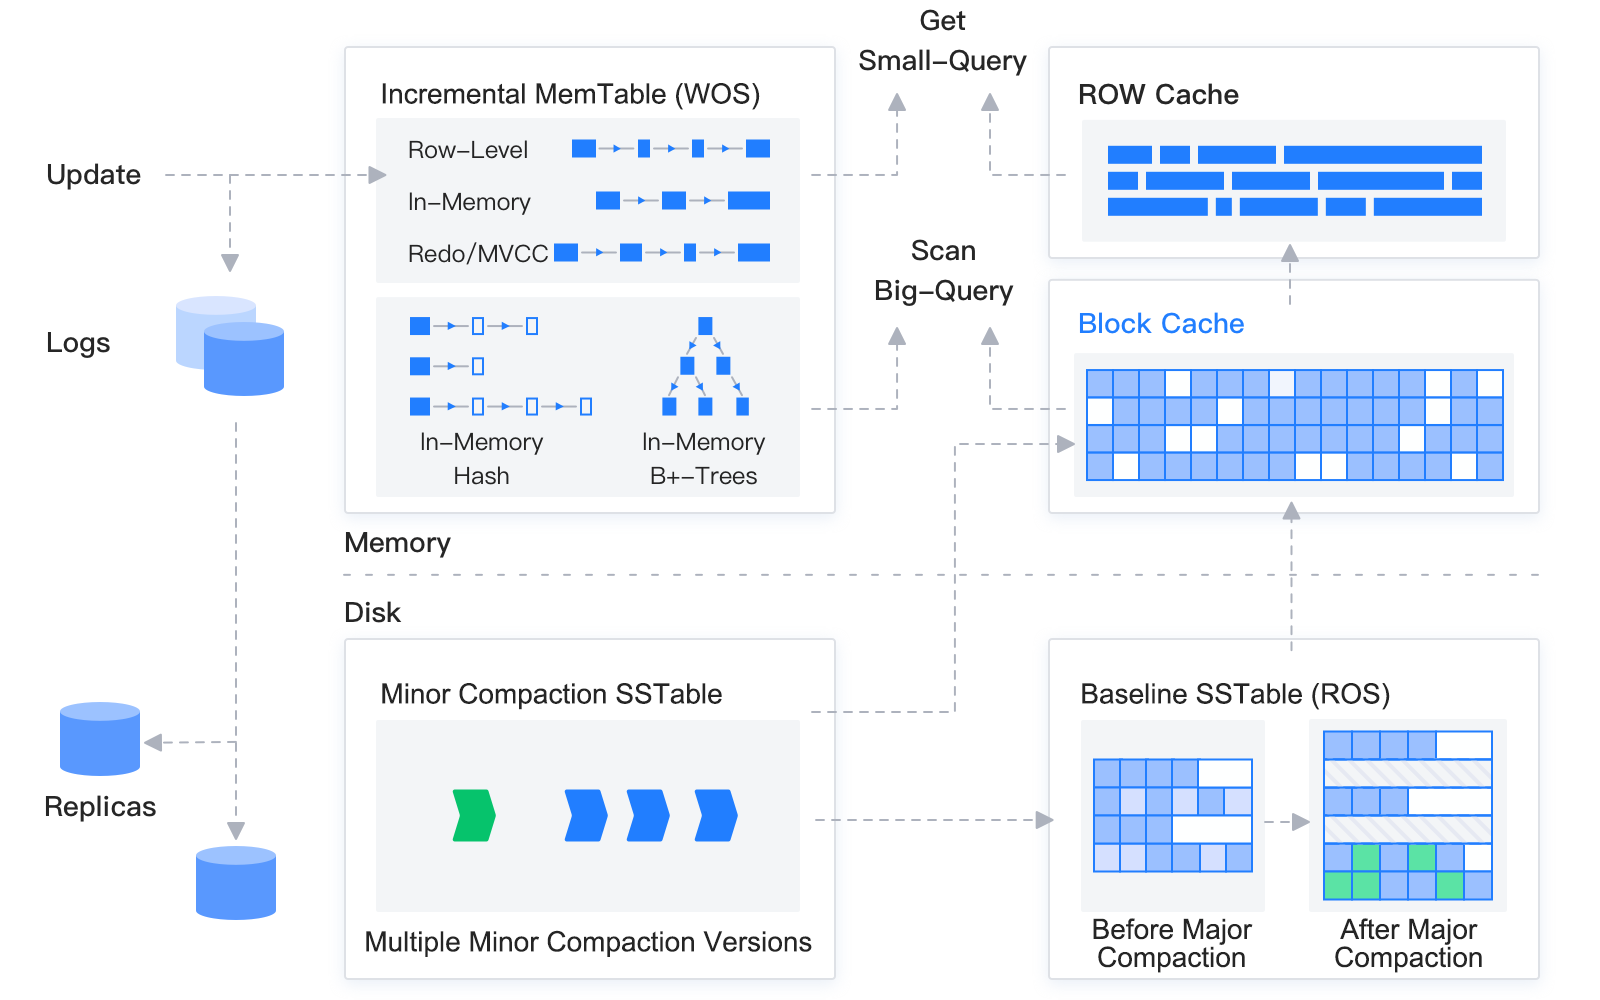 Get
Small–Query
Incremental MemTable (WOS)
Row–Level
In–Memory
Redo/MVCC
In–Memory
Hash
In–Memory
B+–Trees
Update
Logs
Replicas
Scan
Big–Query
ROW Cache
Block Cache
Memory
Disk
Minor Compaction SSTable
Multiple Minor Compaction Versions
Baseline SSTable (ROS)
Before Major
Compaction
After Major
Compaction